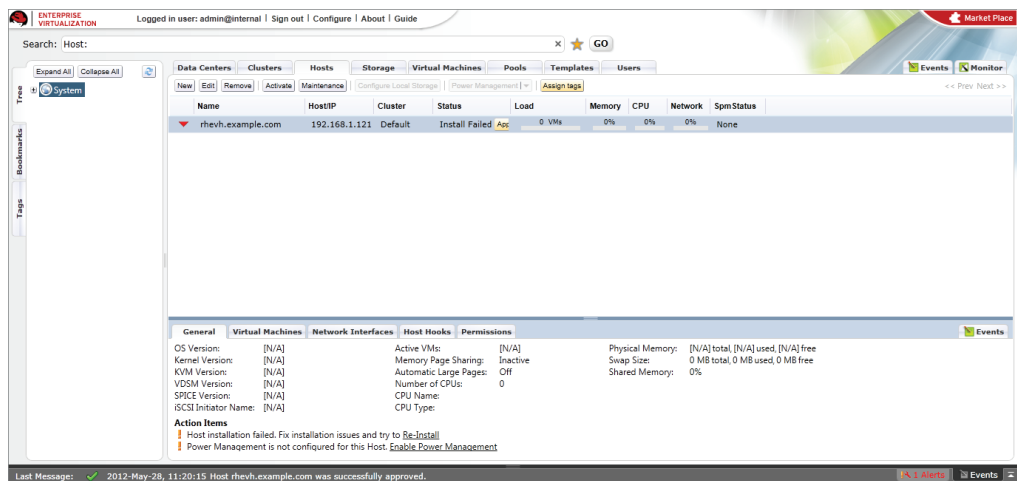 ENTERPRISE
VIRTUALIZATION
Logged in user: admin@internal | Sign out | Configure | About | Guide
Market Place
Search: Host:
x
GO
Expand All Collapse All
System
Tree
Bookmarks
Tags
Data Centers Clusters Hosts Storage Virtual Machines Pools Templates Users
Events Monitor
New Edit Remove Activate Maintenance Configure Local Storage Power Management Assign tags
<< Prev Next >>
Name Host/IP Cluster Status Load Memory CPU Network SpmStatus
rhevh.example.com 192.168.1.121 Default Install Failed App 0 VMs 0% 0% 0% None
General Virtual Machines Network Interfaces Host Hooks Permissions
Events
OS Version: [N/A] Active VMs: [N/A] Physical Memory: [N/A] total, [N/A] used, [N/A] free
Kernel Version: [N/A] Memory Page Sharing: Inactive Swap Size: 0 MB total, 0 MB used, 0 MB free
KVM Version: [N/A] Automatic Large Pages: Off Shared Memory: 0%
VDSM Version: [N/A] Number of CPUs: 0
SPICE Version: [N/A] CPU Name:
iSCSI Initiator Name: [N/A] CPU Type:
Action Items
Host installation failed. Fix installation issues and try to Re-Install
Power Management is not configured for this Host. Enable Power Management
Last Message: 2012-May-28, 11:20:15 Host rhevh.example.com was successfully approved.
1 Alerts Events